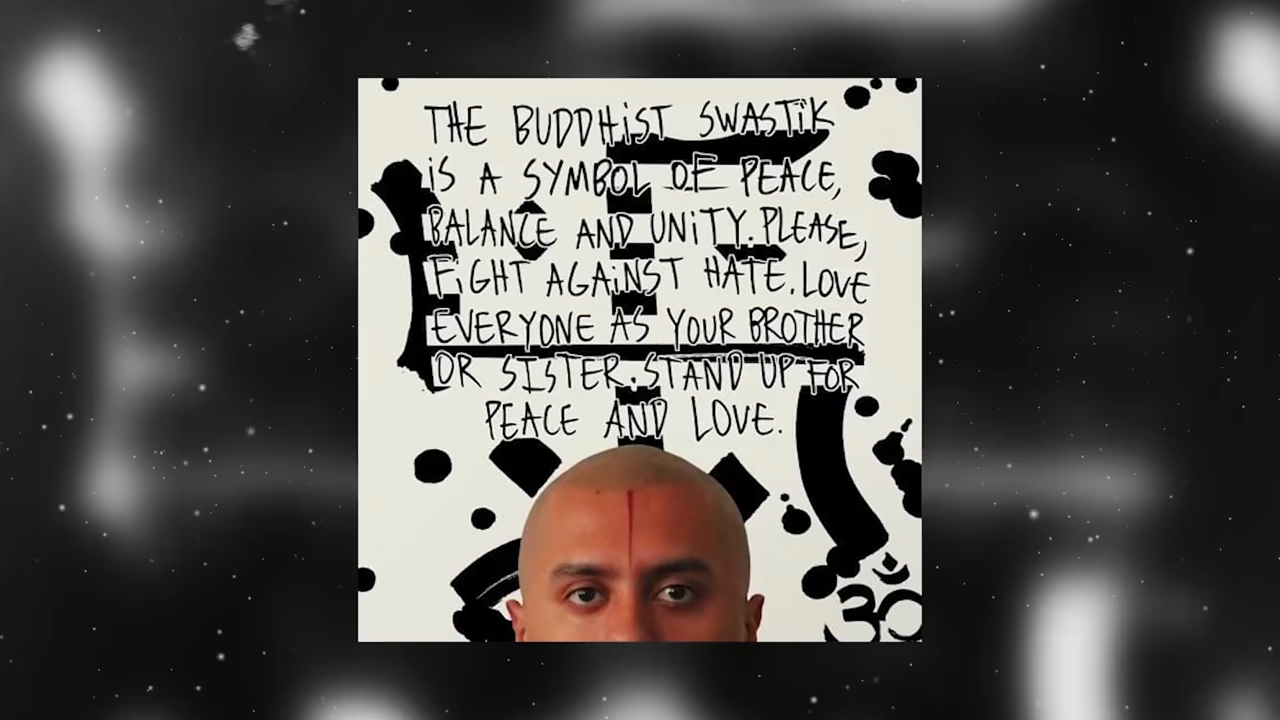 THE BUDDHiST SWASTiK
iS A SYMBOL OF PEACE,
BALANCE AND UNiTY. PLEASE,
FiGHT AGAiNST HATE. LOVE
EVERYONE AS YOUR BROTHER
OR SISTER. STAND UP FOR
PEACE AND LOVE.
ॐ